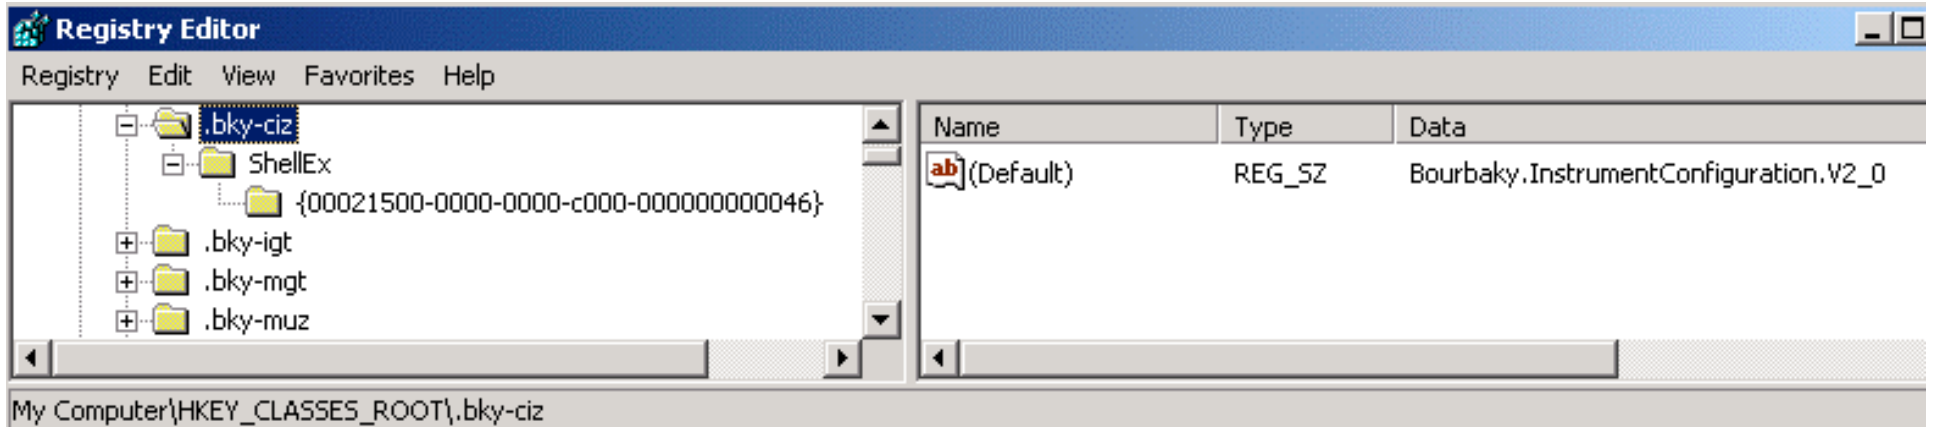 Registry Editor
Registry Edit View Favorites Help
.bky-ciz
ShellEx
{00021500-0000-0000-c000-000000000046}
.bky-igt
.bky-mgt
.bky-muz
Name Type Data
ab (Default) REG_SZ Bourbaky.InstrumentConfiguration.V2_0
My Computer\HKEY_CLASSES_ROOT\.bky-ciz